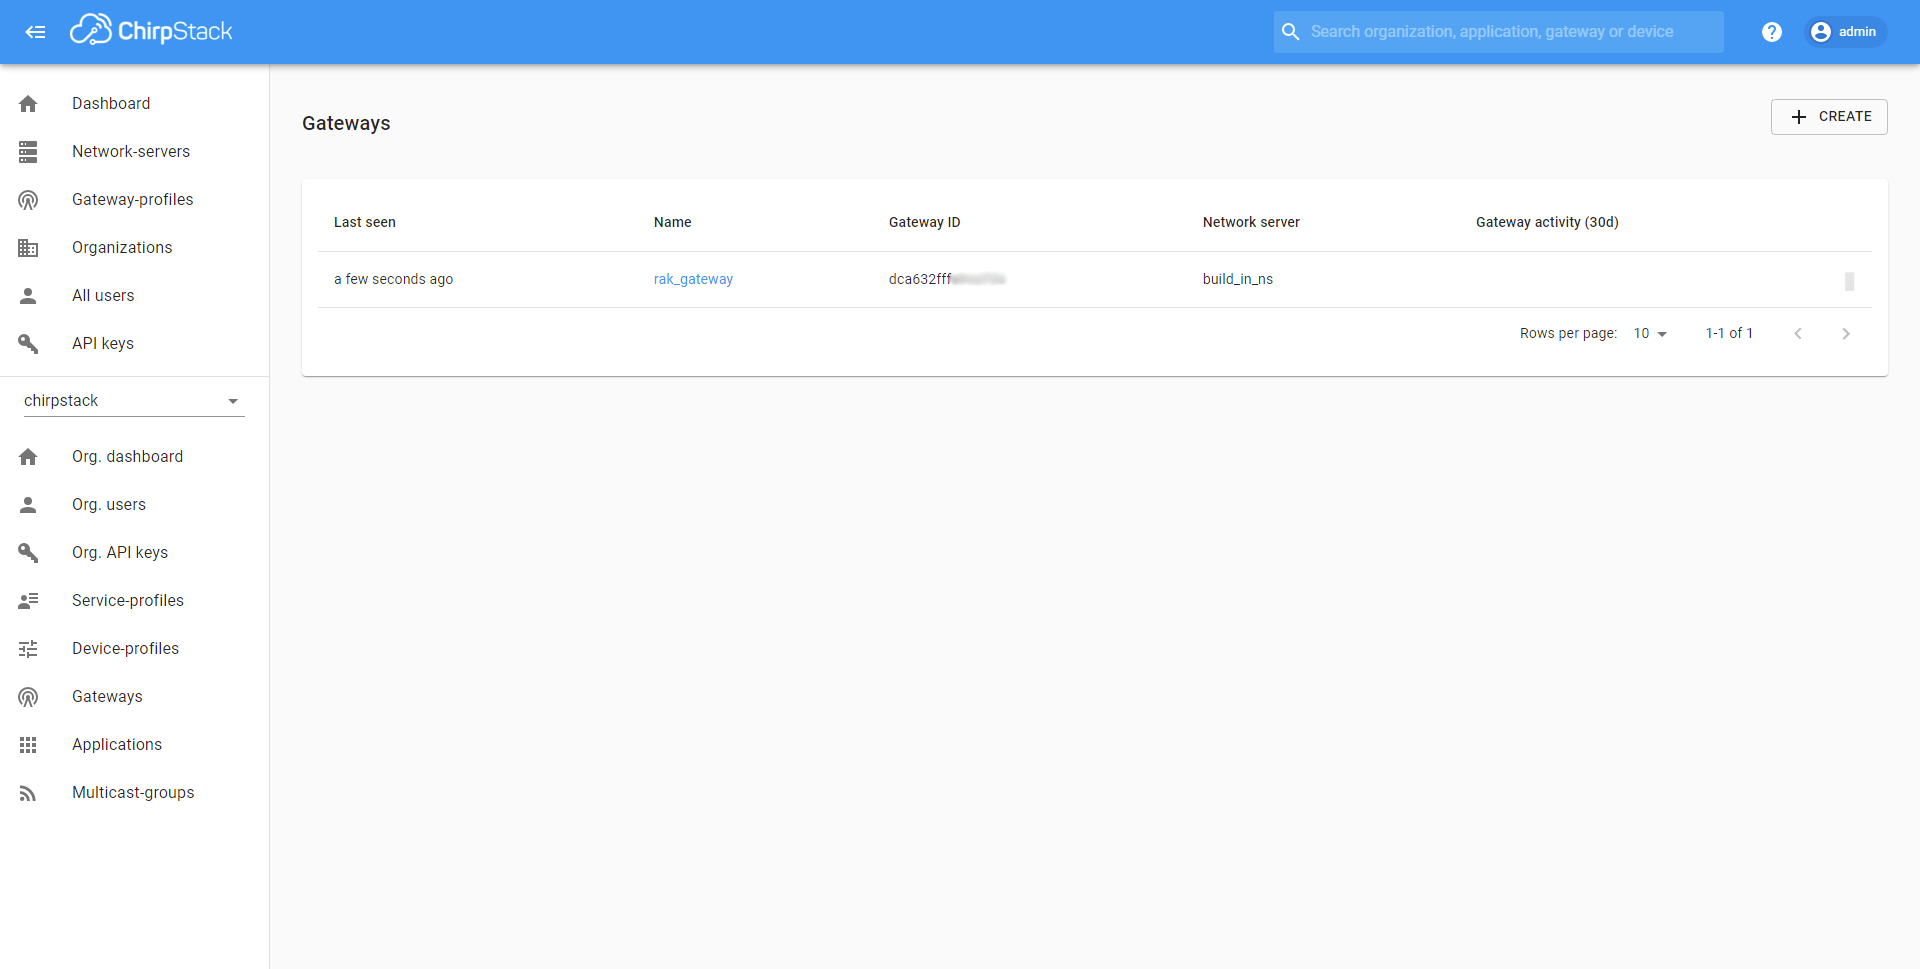 ChirpStack
Search organization, application, gateway or device
admin
Dashboard
Network-servers
Gateway-profiles
Organizations
All users
API keys
chirpstack
Org. dashboard
Org. users
Org. API keys
Service-profiles
Device-profiles
Gateways
Applications
Multicast-groups
Gateways
CREATE
Last seen Name Gateway ID Network server Gateway activity (30d)
a few seconds ago rak_gateway dca632fff build_in_ns
Rows per page: 10 1-1 of 1